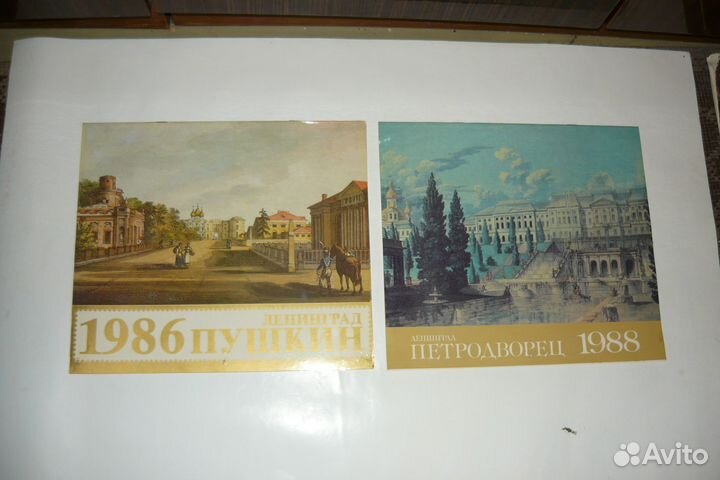 ЛЕНИНГРАД
1986 ПУШКИН
ЛЕНИНГРАД
ПЕТРОДВОРЕЦ 1988
Avito